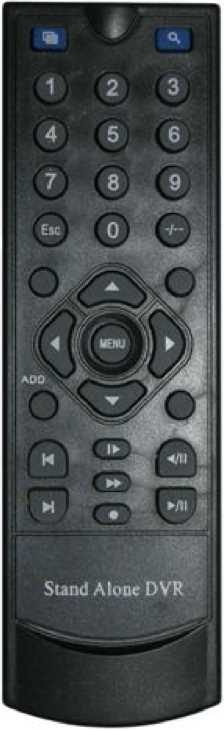 1 2 3
4 5 6
7 8 9
Esc 0 -/--
MENU
ADD
Stand Alone DVR